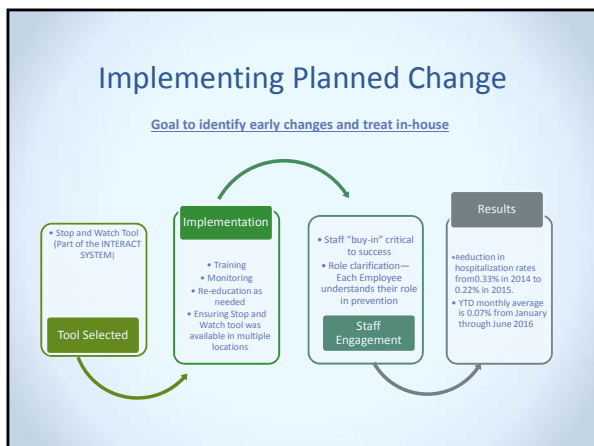 Implementing Planned Change
Goal to identify early changes and treat in-house
• Stop and Watch Tool
(Part of the INTERACT
SYSTEM)
Tool Selected
Implementation
• Training
• Monitoring
• Re-education as
needed
• Ensuring Stop and
Watch tool was
available in multiple
locations
• Staff "buy-in" critical
to success
• Role clarification—
Each Employee
understands their role
in prevention
Staff
Engagement
Results
• Reduction in
hospitalization rates
from0.33% in 2014 to
0.22% in 2015.
• YTD monthly average
is 0.07% from January
through June 2016